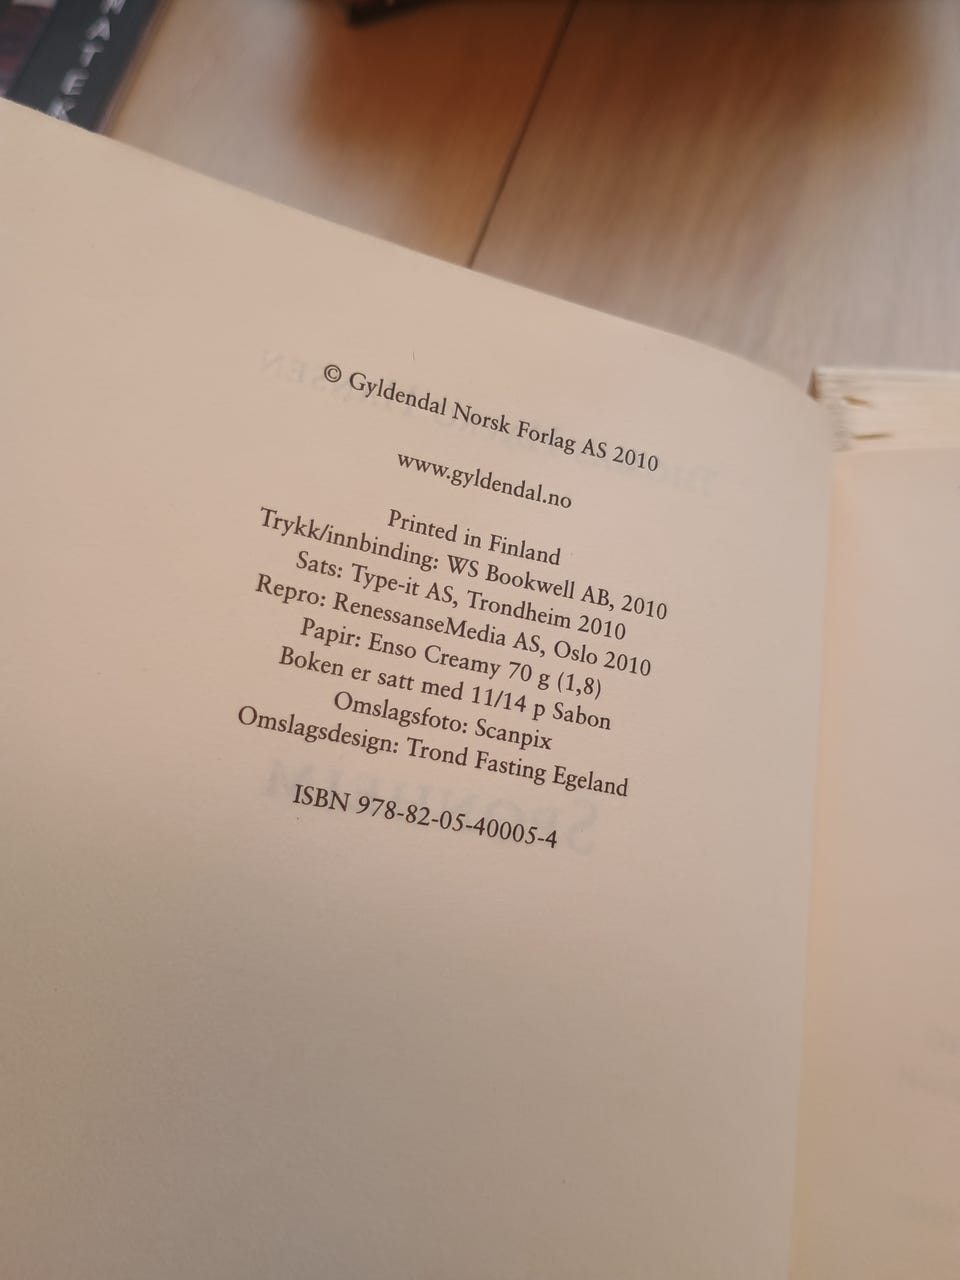 MATEK
© Gyldendal Norsk Forlag AS 2010
www.gyldendal.no
Printed in Finland
Trykk/innbinding: WS Bookwell AB, 2010
Sats: Type-it AS, Trondheim 2010
Repro: RenessanseMedia AS, Oslo 2010
Papir: Enso Creamy 70 g (1,8)
Boken er satt med 11/14 p Sabon
Omslagsfoto: Scanpix
Omslagsdesign: Trond Fasting Egeland
ISBN 978-82-05-40005-4